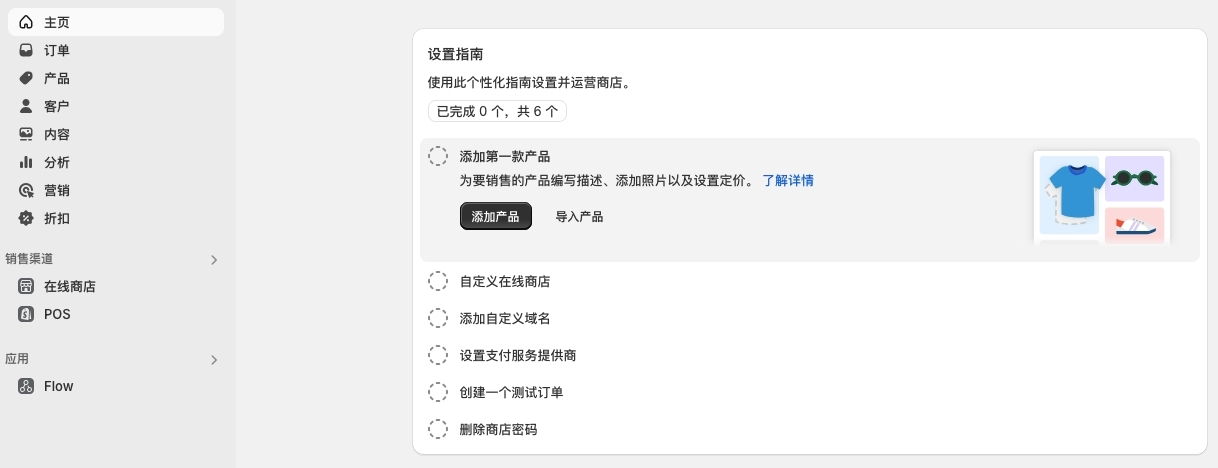 主页
订单
产品
客户
内容
分析
营销
折扣
销售渠道
在线商店
POS
应用
Flow
设置指南
使用此个性化指南设置并运营商店。
已完成 0 个，共 6 个
添加第一款产品
为要销售的产品编写描述、添加照片以及设置定价。 了解详情
添加产品 导入产品
自定义在线商店
添加自定义域名
设置支付服务提供商
创建一个测试订单
删除商店密码